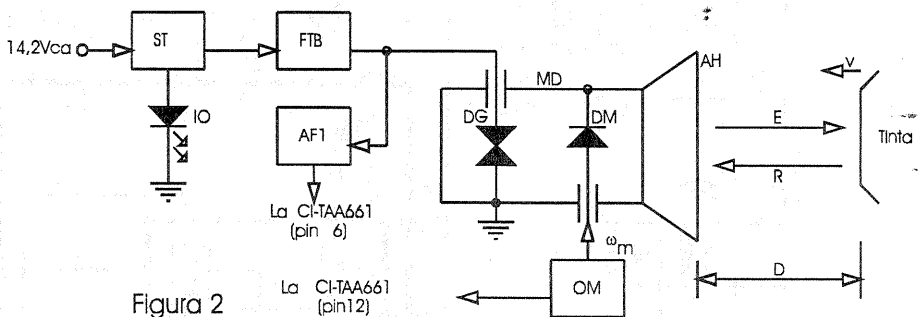 14,2Vca
ST
FTB
IO
AF1
La CI-TAA661
(pin 6)
La CI-TAA661
(pin12)
Figura 2
MD
DG
DM
AH
ωm
OM
E
R
D
v
Tinta